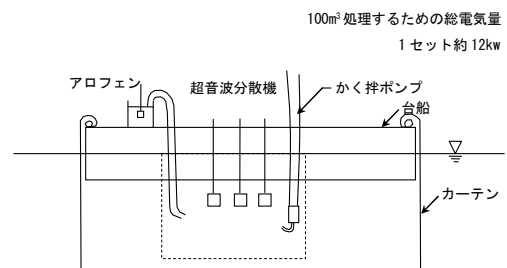 100m³処理するための総電気量
1セット約12kw
アロフェン
超音波分散機
かく拌ポンプ
台船
カーテン